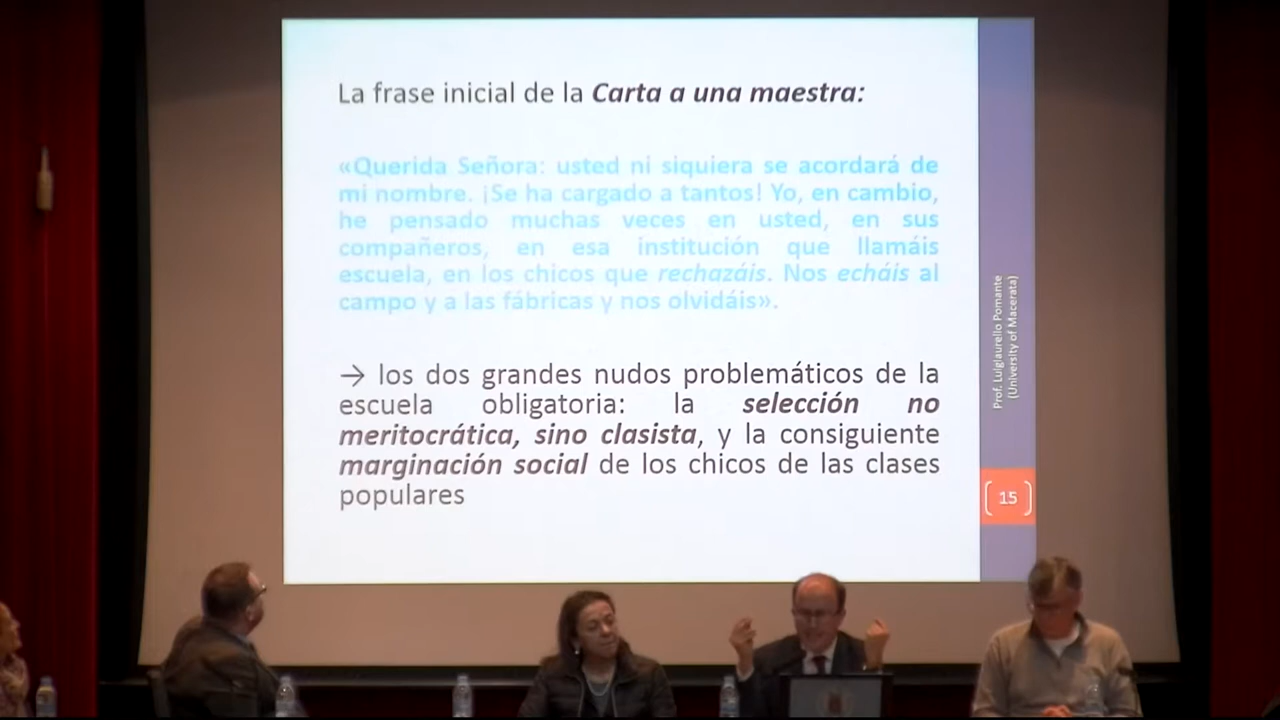 La frase inicial de la Carta a una maestra:
«Querida Señora: usted ni siquiera se acordará de
mi nombre. ¡Se ha cargado a tantos! Yo, en cambio,
he pensado muchas veces en usted, en sus
compañeros, en esa institución que llamáis
escuela, en los chicos que rechazáis. Nos echáis al
campo y a las fábricas y nos olvidáis».
→ los dos grandes nudos problemáticos de la
escuela obligatoria: la selección no
meritocrática, sino clasista, y la consiguiente
marginación social de los chicos de las clases
populares
Prof. Luigiaurelio Pomante
(University of Macerata)
15